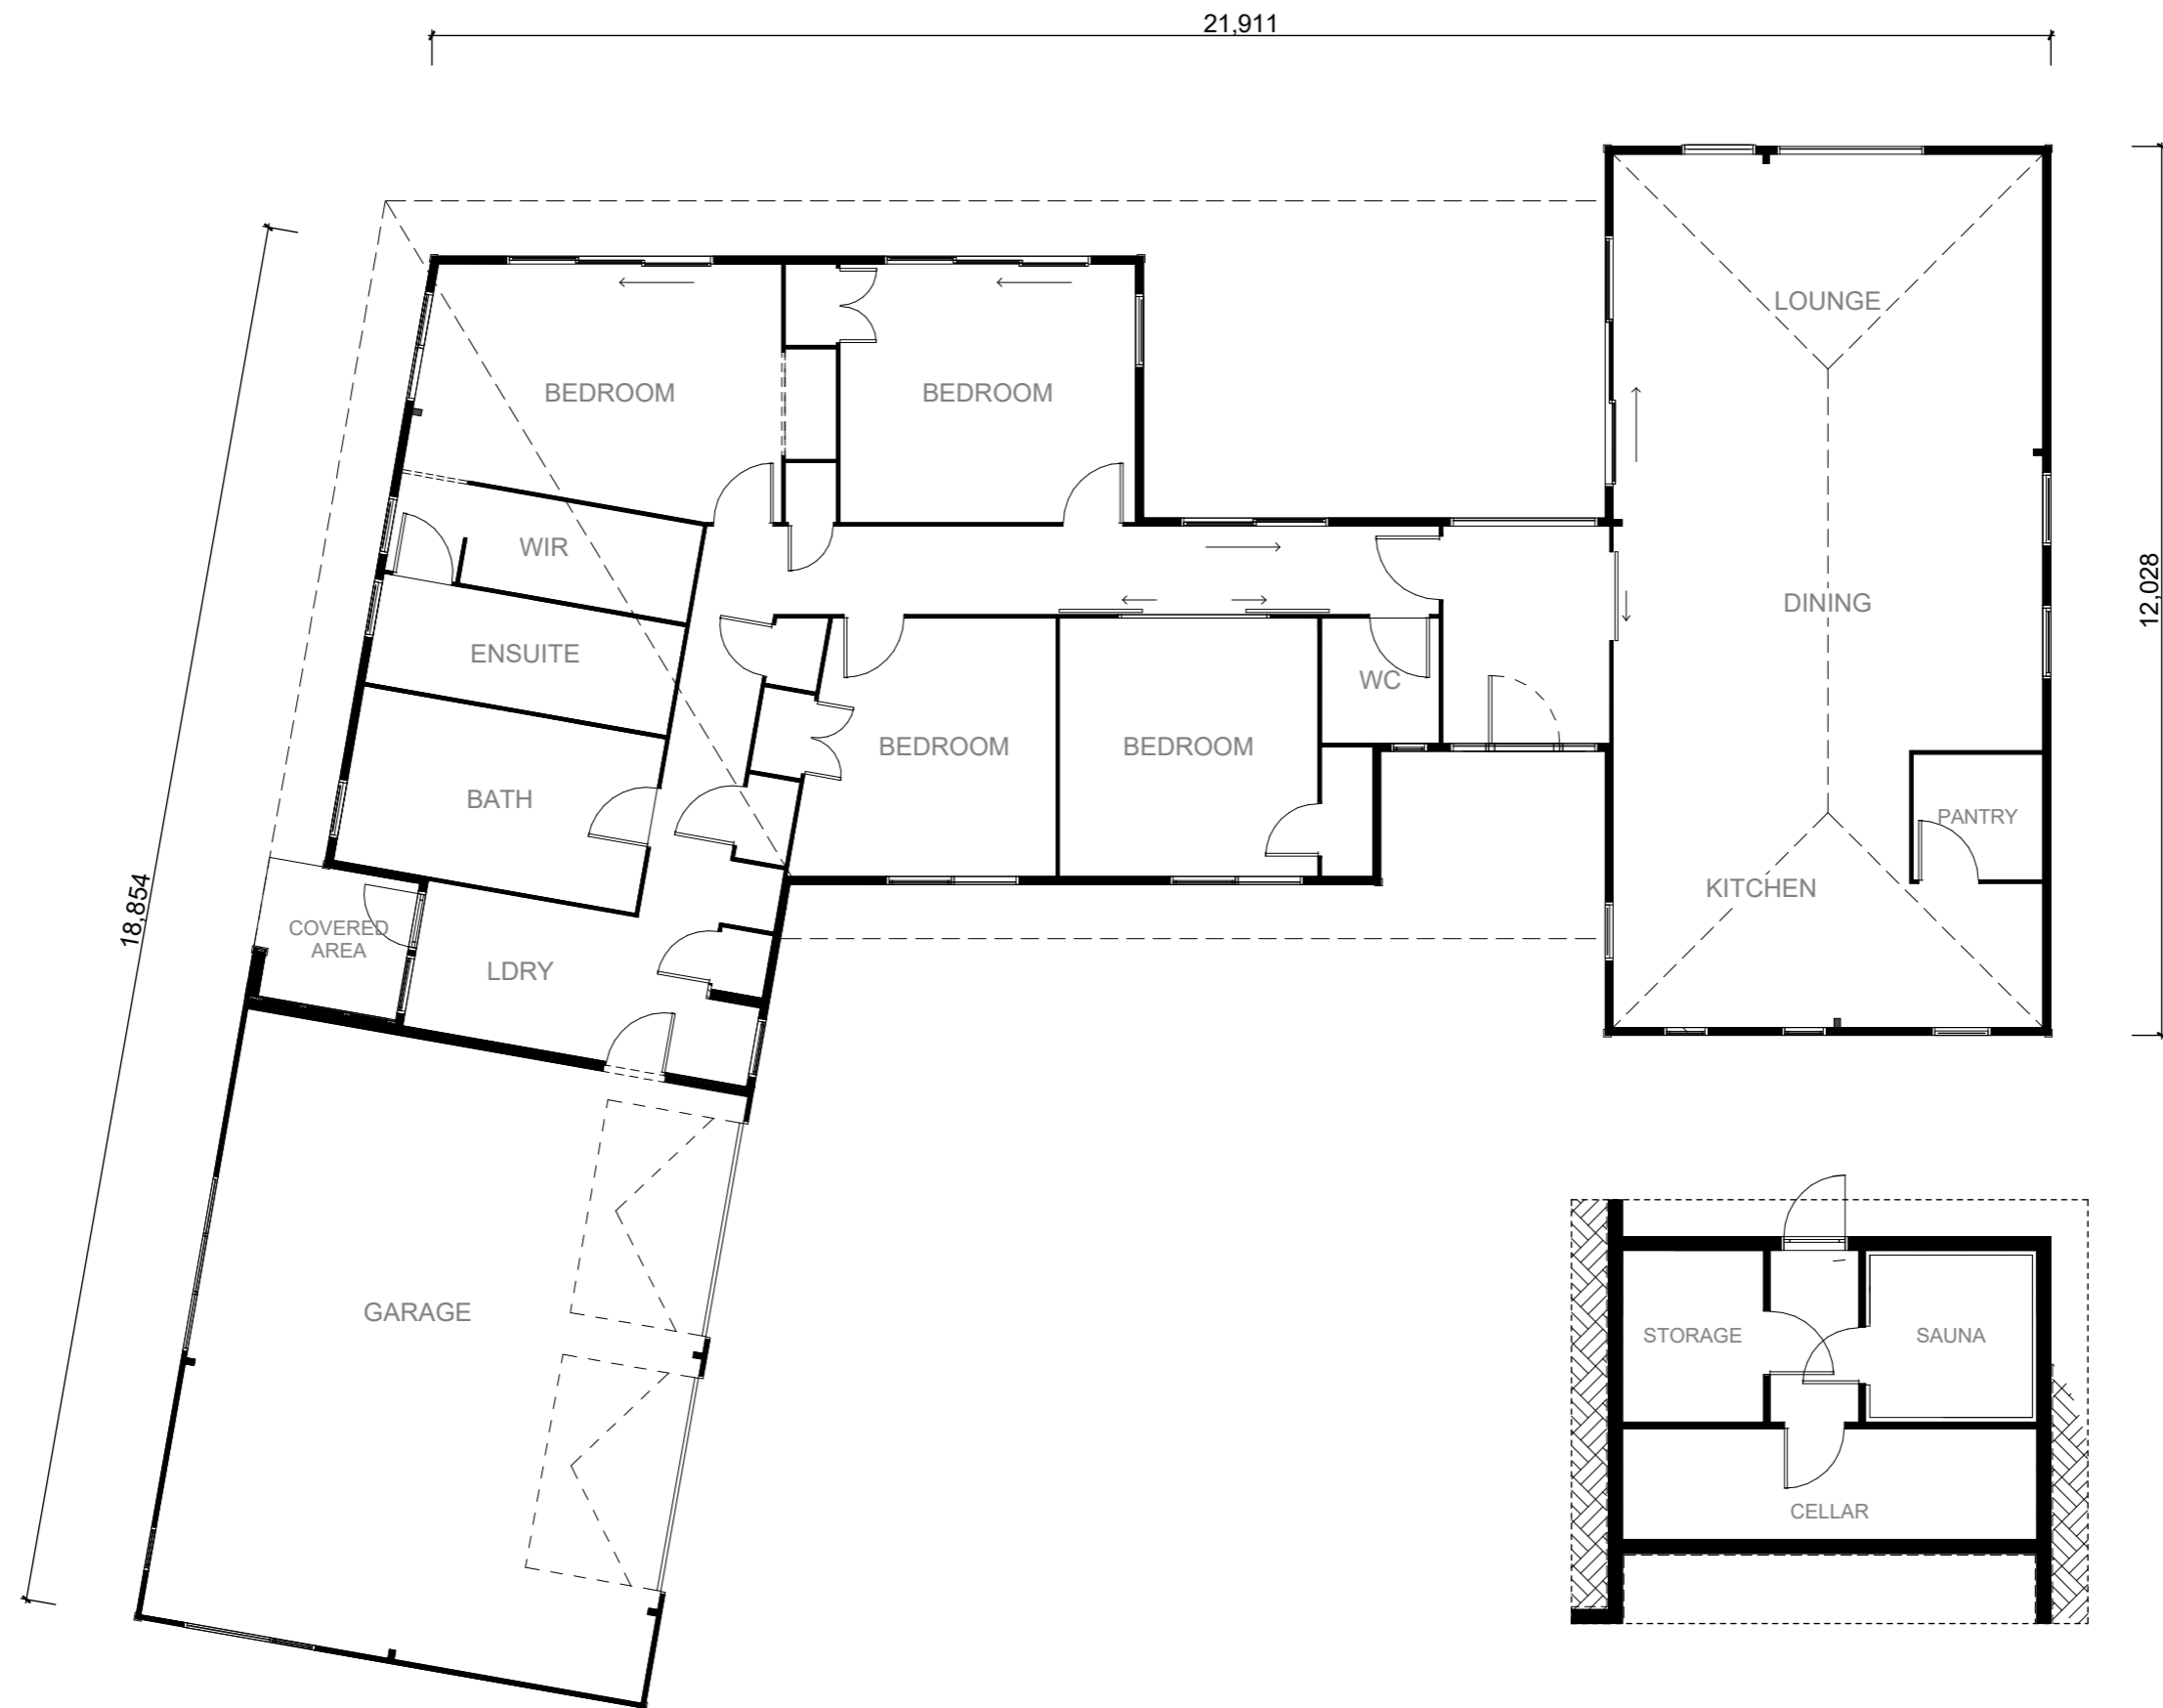 21,911
LOUNGE
BEDROOM
BEDROOM
WIR
12,028
DINING
ENSUITE
WC
BEDROOM
BEDROOM
BATH
PANTRY
KITCHEN
18,854
COVERED
AREA
LDRY
GARAGE
STORAGE
SAUNA
CELLAR